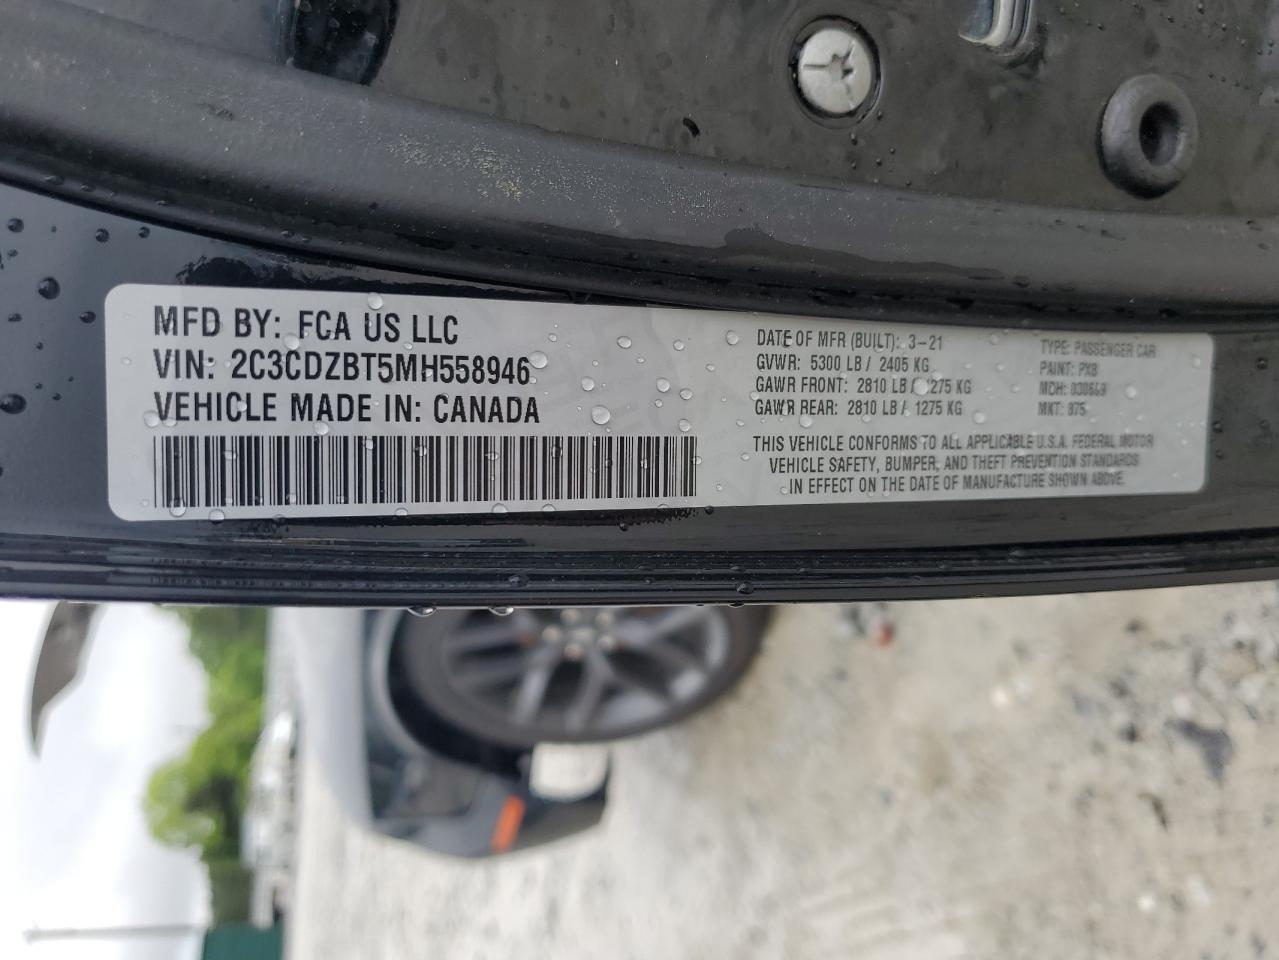 MFD BY: FCA US LLC
VIN: 2C3CDZBT5MH558946
VEHICLE MADE IN: CANADA
DATE OF MFR (BUILT): 3-21
GVWR: 5300 LB / 2405 KG
GAWR FRONT: 2810 LB / 1275 KG
GAWR REAR: 2810 LB / 1275 KG
TYPE: PASSENGER CAR
PAINT: PX8
MDH:
MKT:
THIS VEHICLE CONFORMS TO ALL APPLICABLE U.S.A. FEDERAL MOTOR
VEHICLE SAFETY, BUMPER, AND THEFT PREVENTION STANDARDS
IN EFFECT ON THE DATE OF MANUFACTURE SHOWN ABOVE.